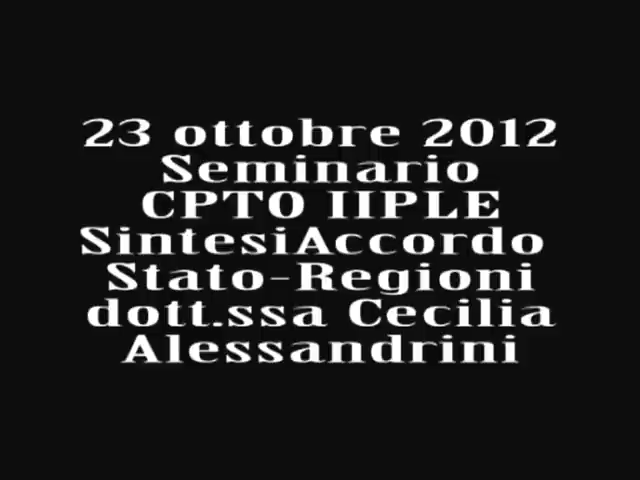 23 ottobre 2012
Seminario
CPTO IIPLE
SintesiAccordo
Stato-Regioni
dott.ssa Cecilia
Alessandrini